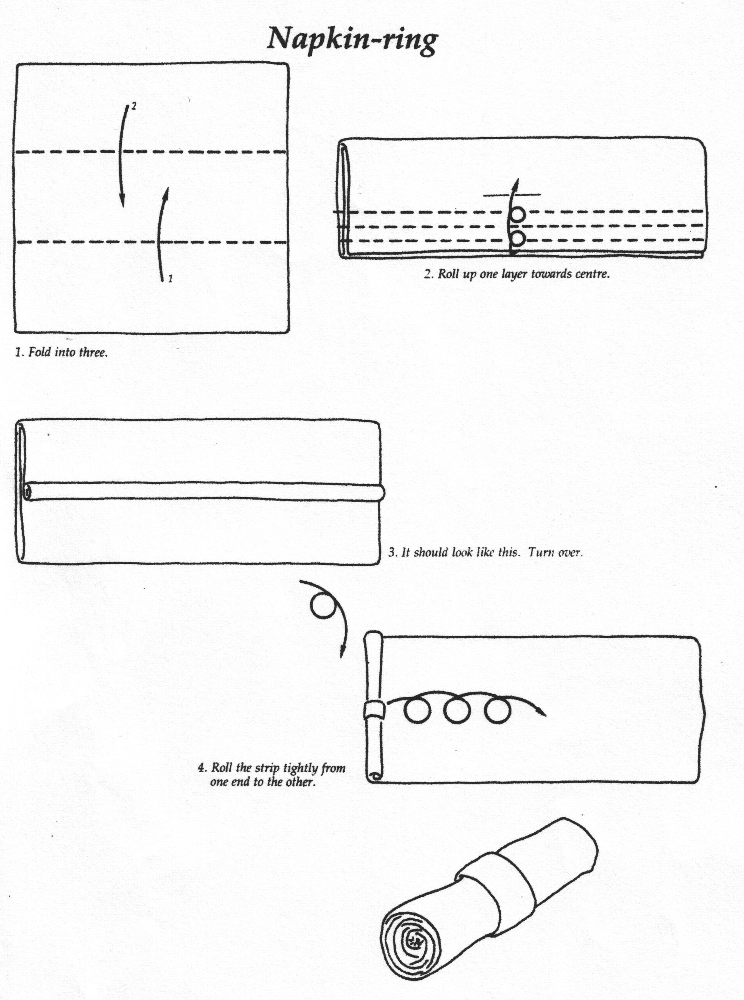 Napkin-ring
2
1
1. Fold into three.
2. Roll up one layer towards centre.
3. It should look like this. Turn over.
4. Roll the strip tightly from
one end to the other.